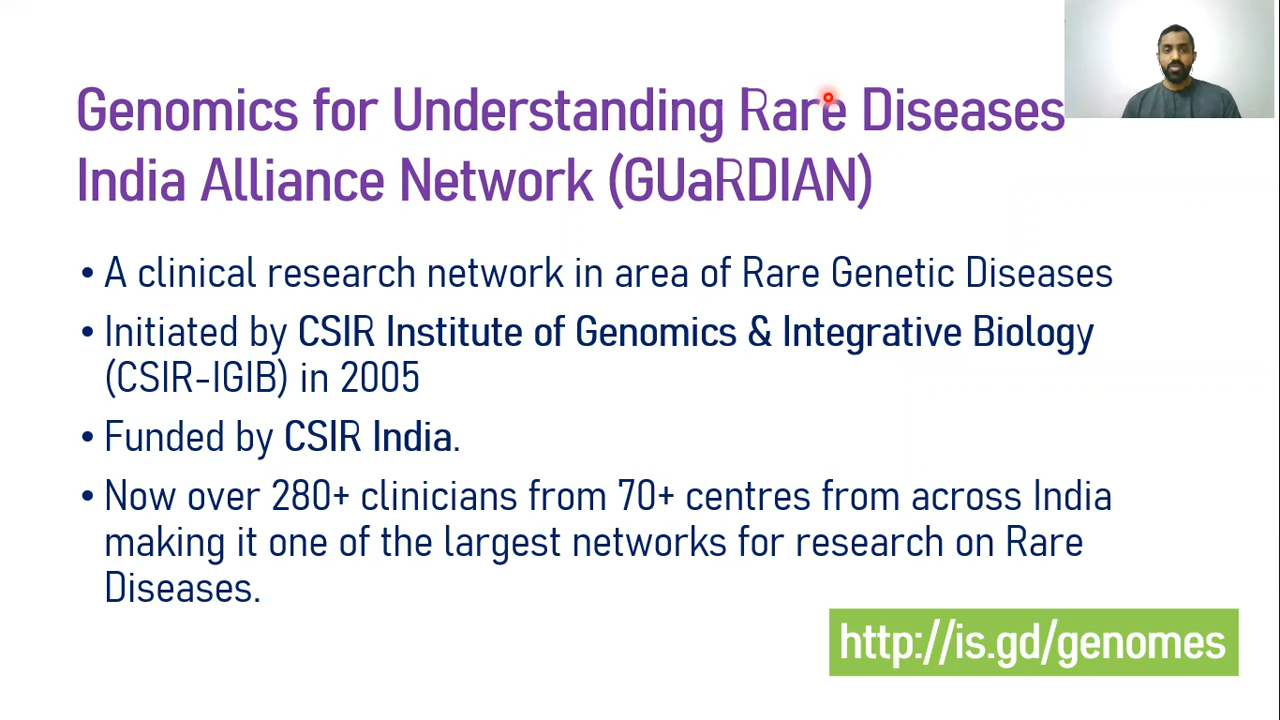 Genomics for Understanding Rare Diseases
India Alliance Network (GUaRDIAN)
• A clinical research network in area of Rare Genetic Diseases
• Initiated by CSIR Institute of Genomics & Integrative Biology
(CSIR-IGIB) in 2005
• Funded by CSIR India.
• Now over 280+ clinicians from 70+ centres from across India
making it one of the largest networks for research on Rare
Diseases.
http://is.gd/genomes